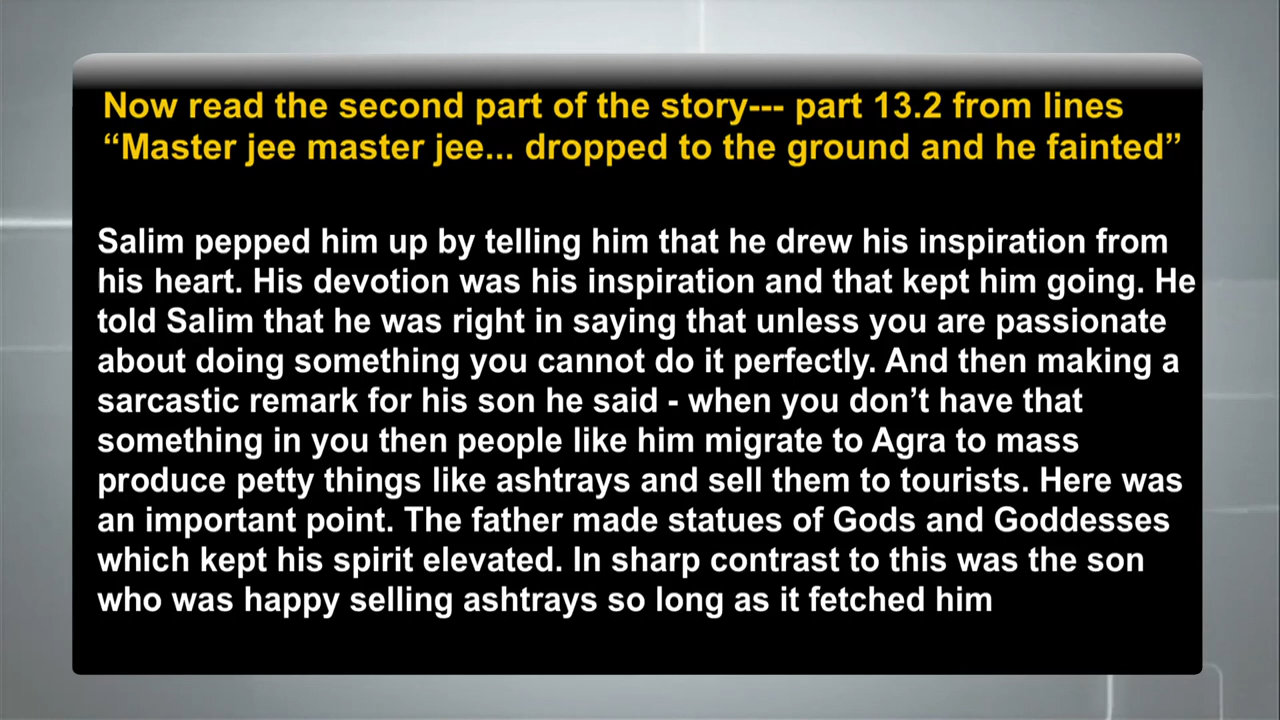 Now read the second part of the story--- part 13.2 from lines
“Master jee master jee... dropped to the ground and he fainted”
Salim pepped him up by telling him that he drew his inspiration from
his heart. His devotion was his inspiration and that kept him going. He
told Salim that he was right in saying that unless you are passionate
about doing something you cannot do it perfectly. And then making a
sarcastic remark for his son he said - when you don’t have that
something in you then people like him migrate to Agra to mass
produce petty things like ashtrays and sell them to tourists. Here was
an important point. The father made statues of Gods and Goddesses
which kept his spirit elevated. In sharp contrast to this was the son
who was happy selling ashtrays so long as it fetched him